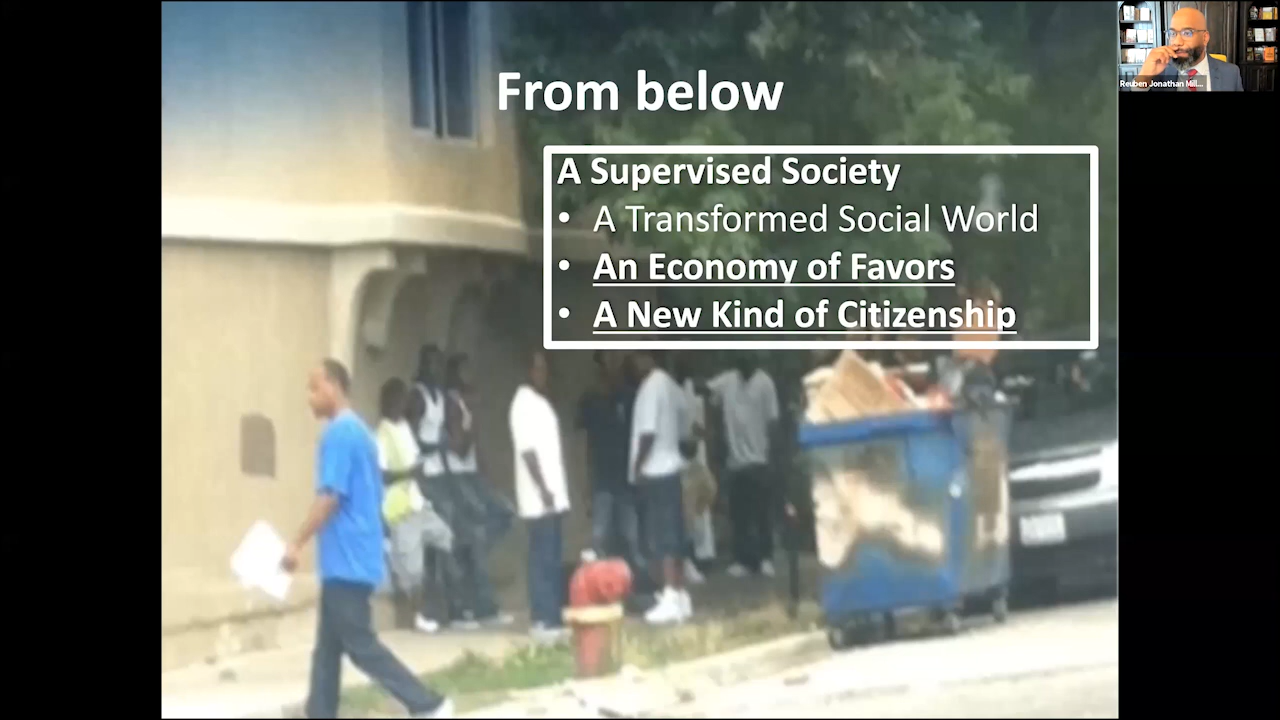 From below
A Supervised Society
• A Transformed Social World
• An Economy of Favors
• A New Kind of Citizenship
Reuben Jonathan Mil...